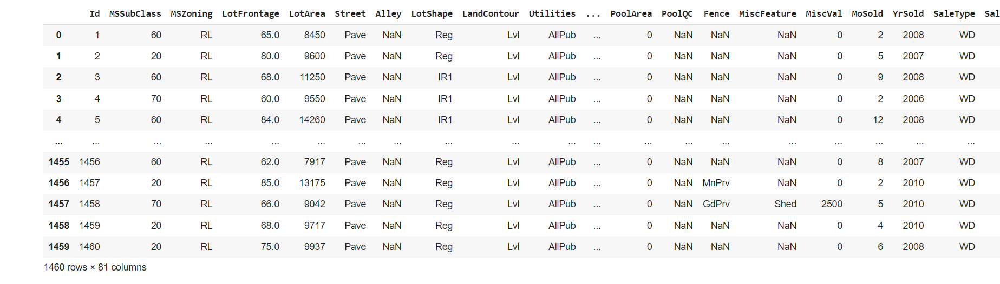 Id MSSubClass MSZoning LotFrontage LotArea Street Alley LotShape LandContour Utilities ... PoolArea PoolQC Fence MiscFeature MiscVal MoSold YrSold SaleType Sal
0 1 60 RL 65.0 8450 Pave NaN Reg Lvl AllPub ... 0 NaN NaN NaN 0 2 2008 WD
1 2 20 RL 80.0 9600 Pave NaN Reg Lvl AllPub ... 0 NaN NaN NaN 0 5 2007 WD
2 3 60 RL 68.0 11250 Pave NaN IR1 Lvl AllPub ... 0 NaN NaN NaN 0 9 2008 WD
3 4 70 RL 60.0 9550 Pave NaN IR1 Lvl AllPub ... 0 NaN NaN NaN 0 2 2006 WD
4 5 60 RL 84.0 14260 Pave NaN IR1 Lvl AllPub ... 0 NaN NaN NaN 0 12 2008 WD
... ... ... ... ... ... ... ... ... ... ... ... ... ... ... ... ... ... ... ...
1455 1456 60 RL 62.0 7917 Pave NaN Reg Lvl AllPub ... 0 NaN NaN NaN 0 8 2007 WD
1456 1457 20 RL 85.0 13175 Pave NaN Reg Lvl AllPub ... 0 NaN MnPrv NaN 0 2 2010 WD
1457 1458 70 RL 66.0 9042 Pave NaN Reg Lvl AllPub ... 0 NaN GdPrv Shed 2500 5 2010 WD
1458 1459 20 RL 68.0 9717 Pave NaN Reg Lvl AllPub ... 0 NaN NaN NaN 0 4 2010 WD
1459 1460 20 RL 75.0 9937 Pave NaN Reg Lvl AllPub ... 0 NaN NaN NaN 0 6 2008 WD
1460 rows × 81 columns